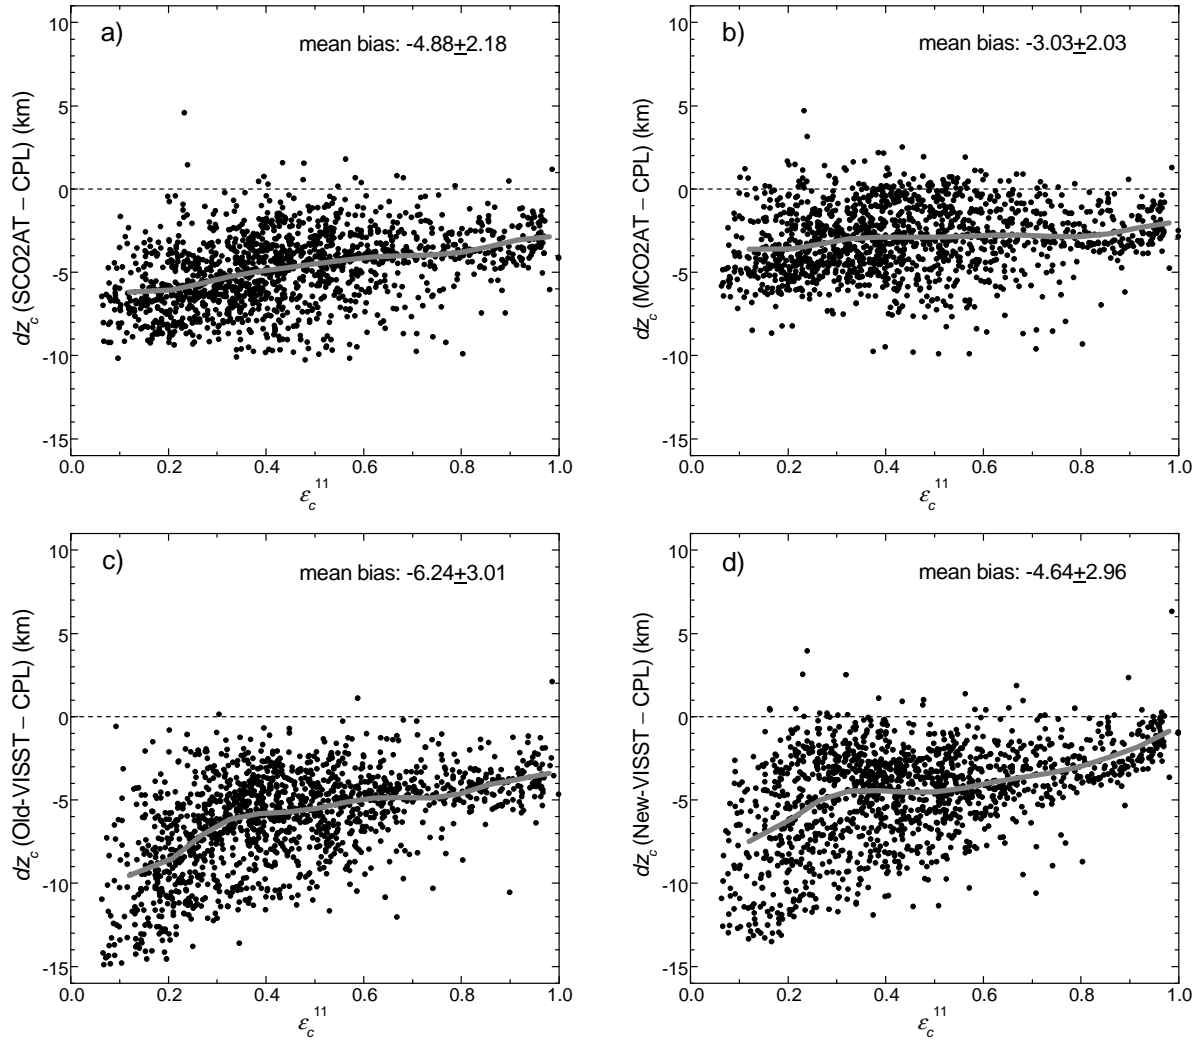 a)
mean bias: -4.88±2.18
10
5
0
-5
-10
-15
dz_c (SCO2AT – CPL) (km)
0.0 0.2 0.4 0.6 0.8 1.0
ε_c^11
b)
mean bias: -3.03±2.03
10
5
0
-5
-10
-15
dz_c (MCO2AT – CPL) (km)
0.0 0.2 0.4 0.6 0.8 1.0
ε_c^11
c)
mean bias: -6.24±3.01
10
5
0
-5
-10
-15
dz_c (Old-VISST – CPL) (km)
0.0 0.2 0.4 0.6 0.8 1.0
ε_c^11
d)
mean bias: -4.64±2.96
10
5
0
-5
-10
-15
dz_c (New-VISST – CPL) (km)
0.0 0.2 0.4 0.6 0.8 1.0
ε_c^11